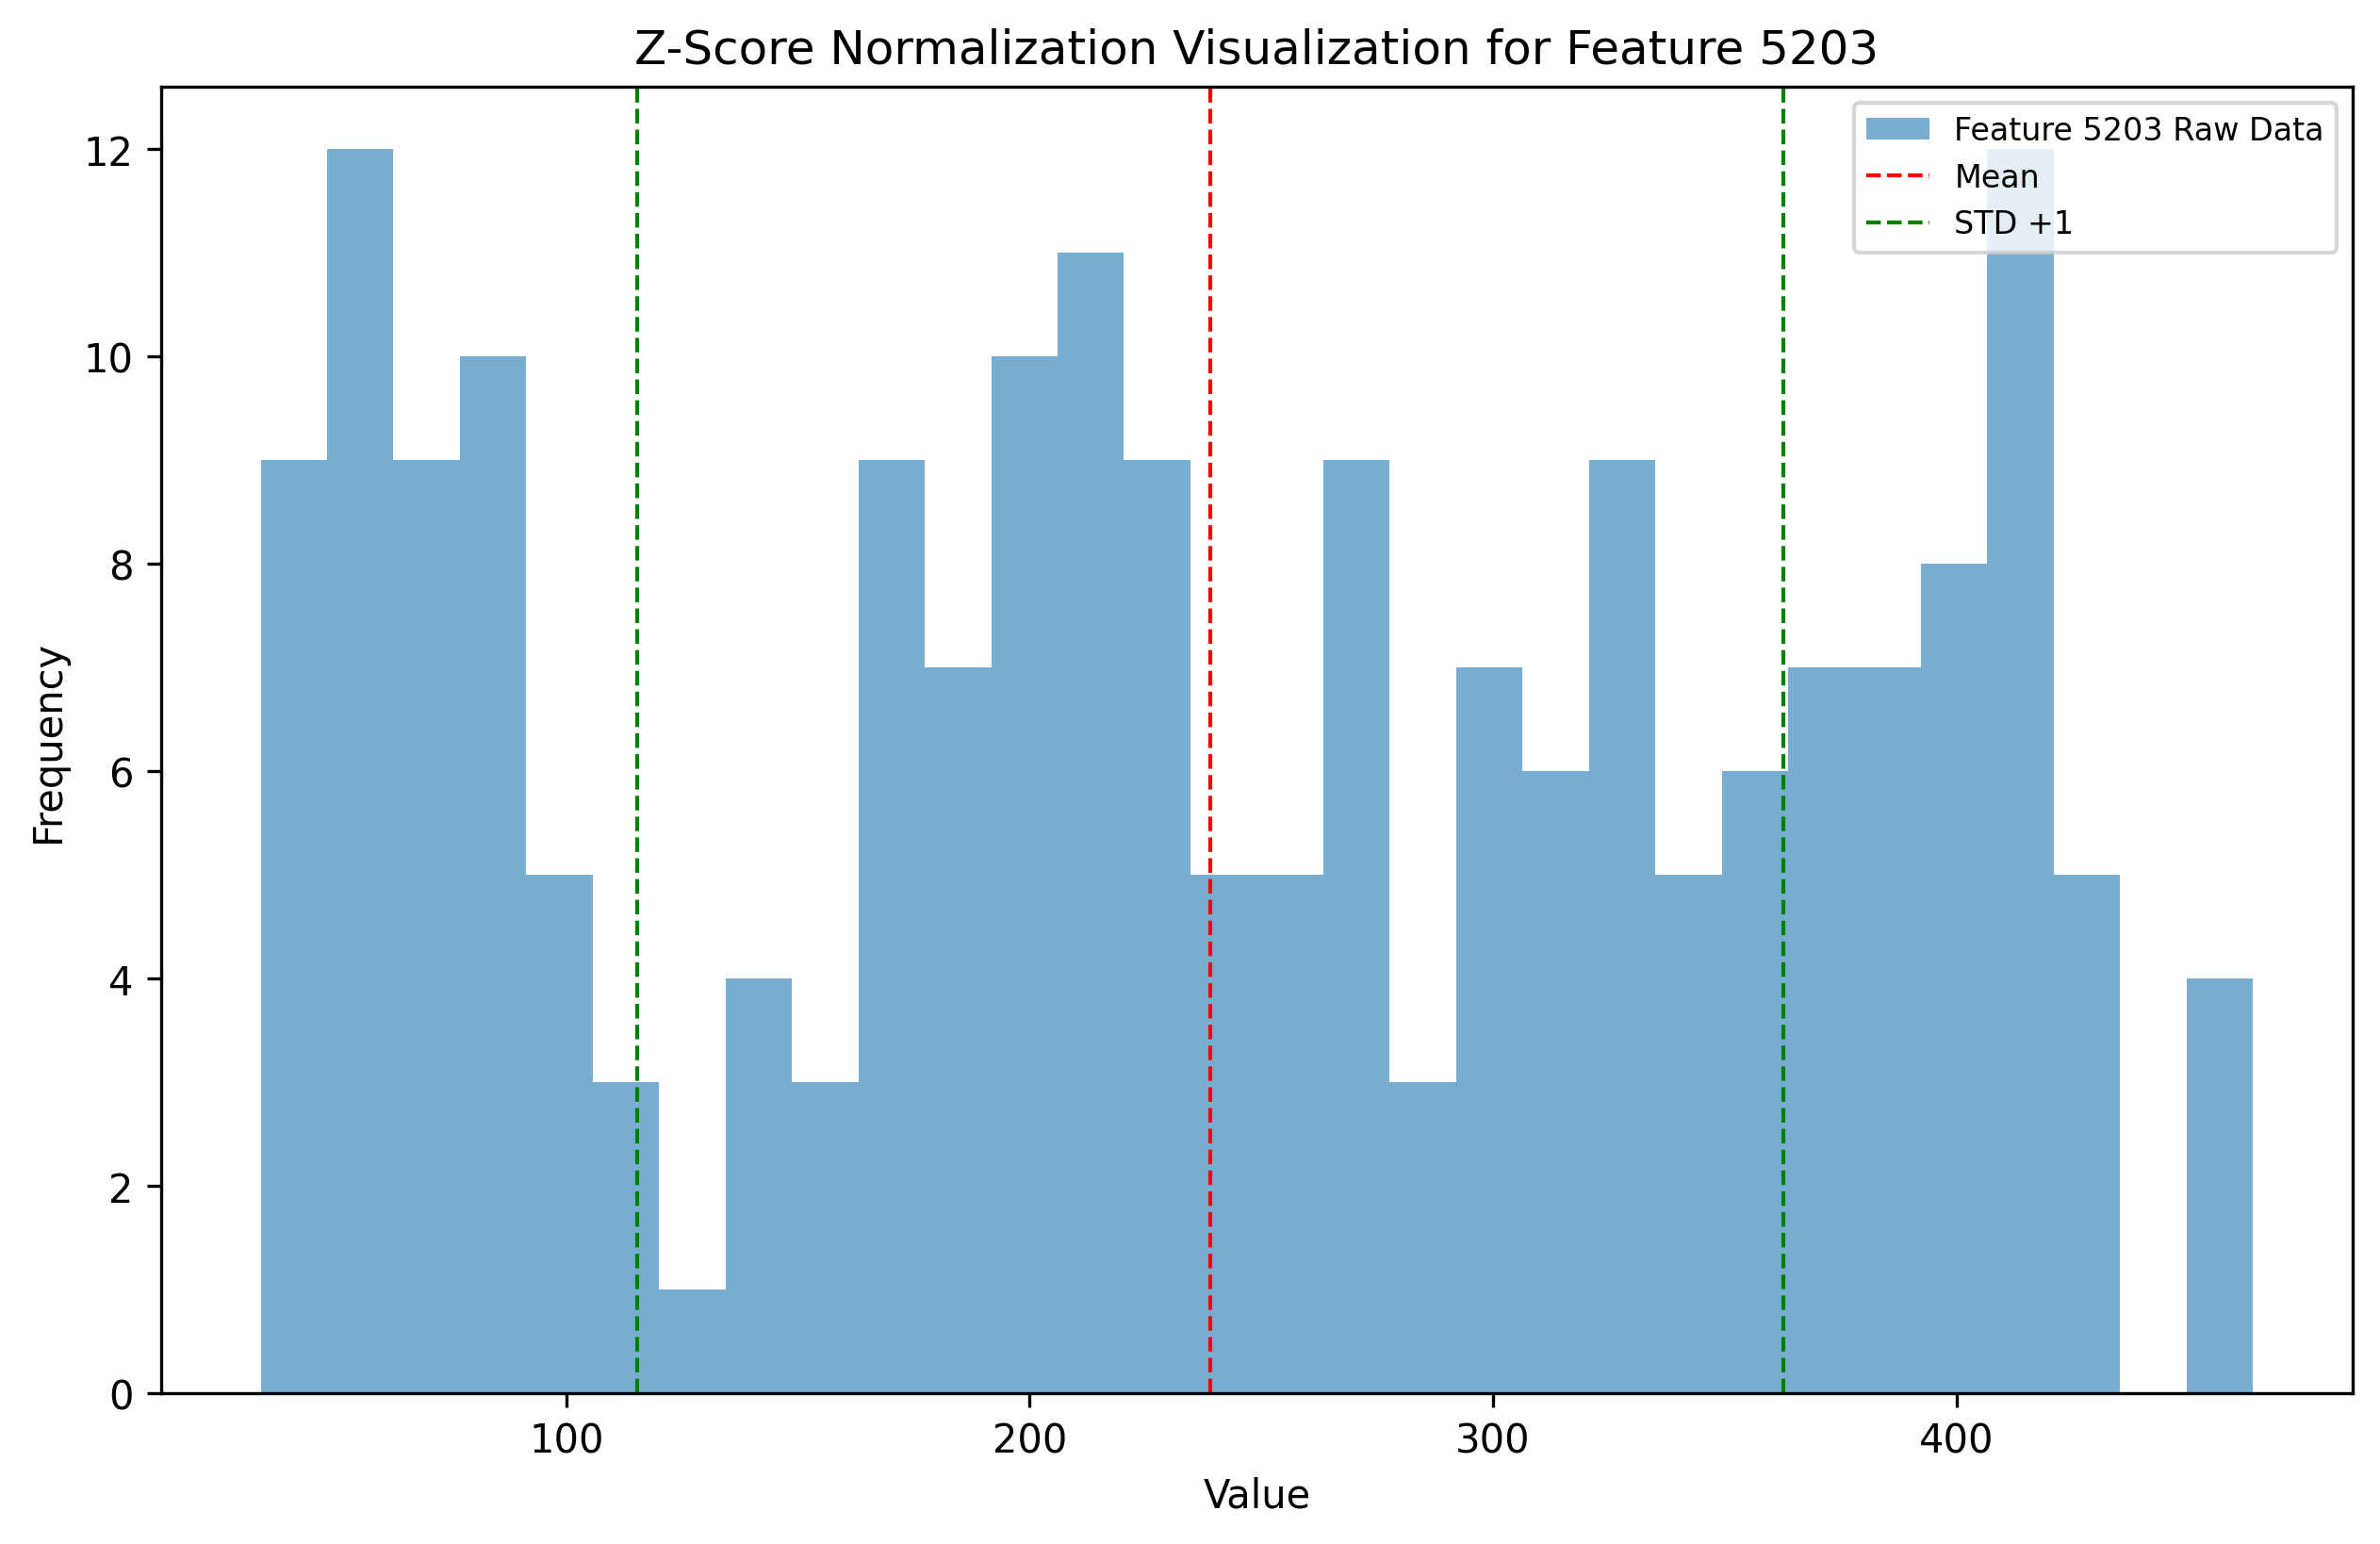 Z-Score Normalization Visualization for Feature 5203
Feature 5203 Raw Data
Mean
STD +1
12
10
8
6
4
2
0
Frequency
100
200
300
400
Value